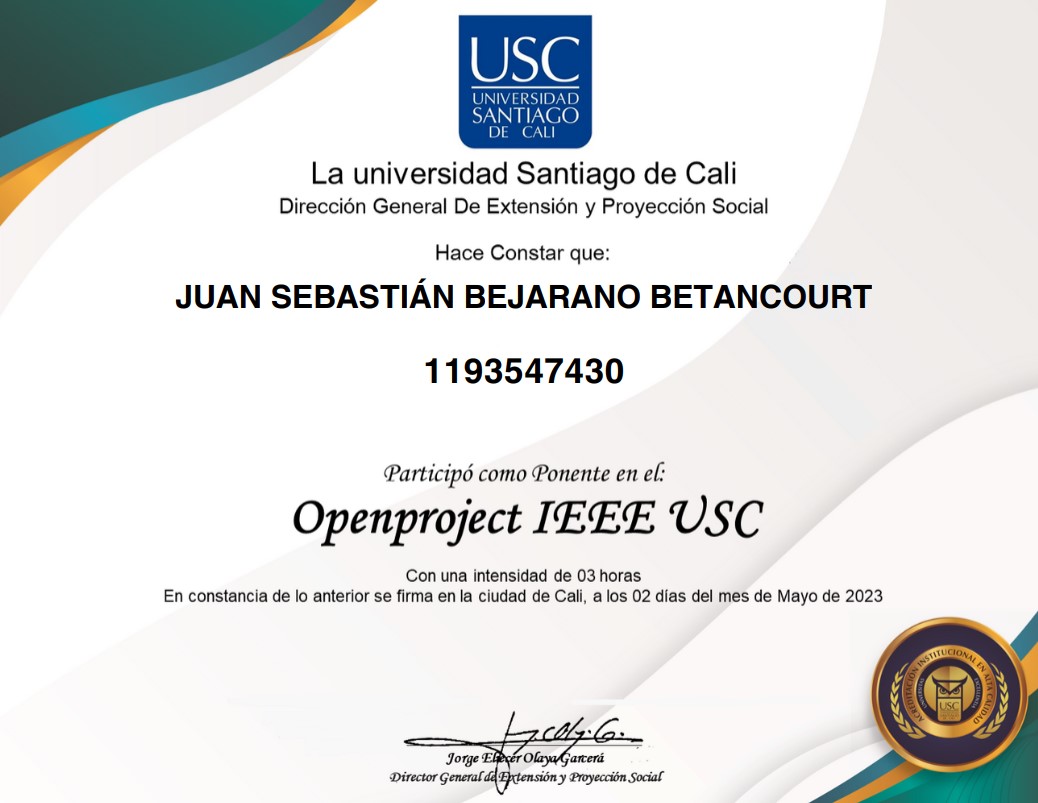 USC
UNIVERSIDAD
SANTIAGO
DE CALI
La universidad Santiago de Cali
Dirección General De Extensión y Proyección Social
Hace Constar que:
JUAN SEBASTIÁN BEJARANO BETANCOURT
1193547430
Participó como Ponente en el:
Openproject IEEE USC
Con una intensidad de 03 horas
En constancia de lo anterior se firma en la ciudad de Cali, a los 02 días del mes de Mayo de 2023
ACREDITACIÓN INSTITUCIONAL EN ALTA CALIDAD
USC
Jorge Eliecer Olaya Garcerá
Director General de Extensión y Proyección Social